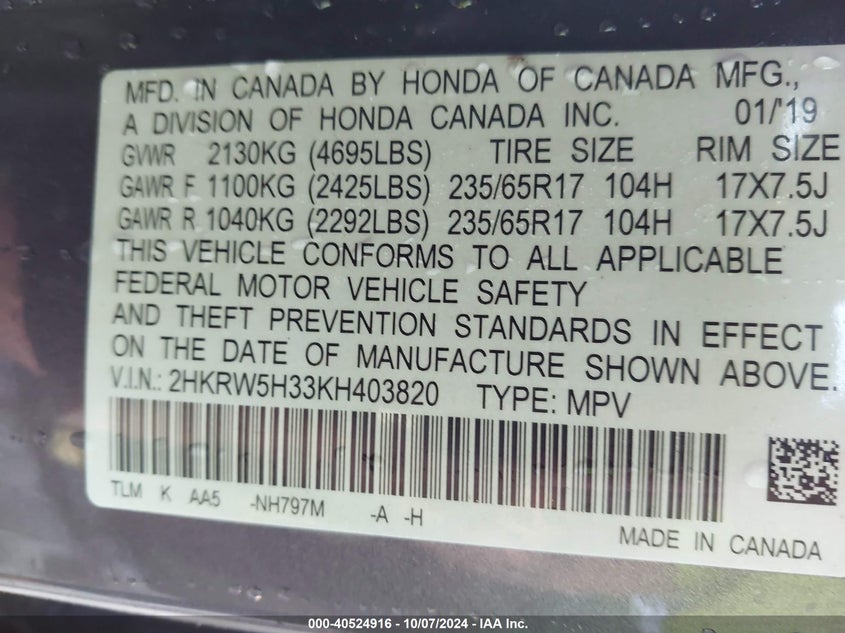 MFD. IN CANADA BY HONDA OF CANADA MFG.,
A DIVISION OF HONDA CANADA INC. 01/'19
GVWR 2130KG (4695LBS) TIRE SIZE RIM SIZE
GAWR F 1100KG (2425LBS) 235/65R17 104H 17X7.5J
GAWR R 1040KG (2292LBS) 235/65R17 104H 17X7.5J
THIS VEHICLE CONFORMS TO ALL APPLICABLE
FEDERAL MOTOR VEHICLE SAFETY
AND THEFT PREVENTION STANDARDS IN EFFECT
ON THE DATE OF MANUFACTURE SHOWN ABOVE.
V.I.N.: 2HKRW5H33KH403820 TYPE: MPV
TLM K AA5 -NH797M -A -H
MADE IN CANADA
000-40524916 - 10/07/2024 - IAA Inc.